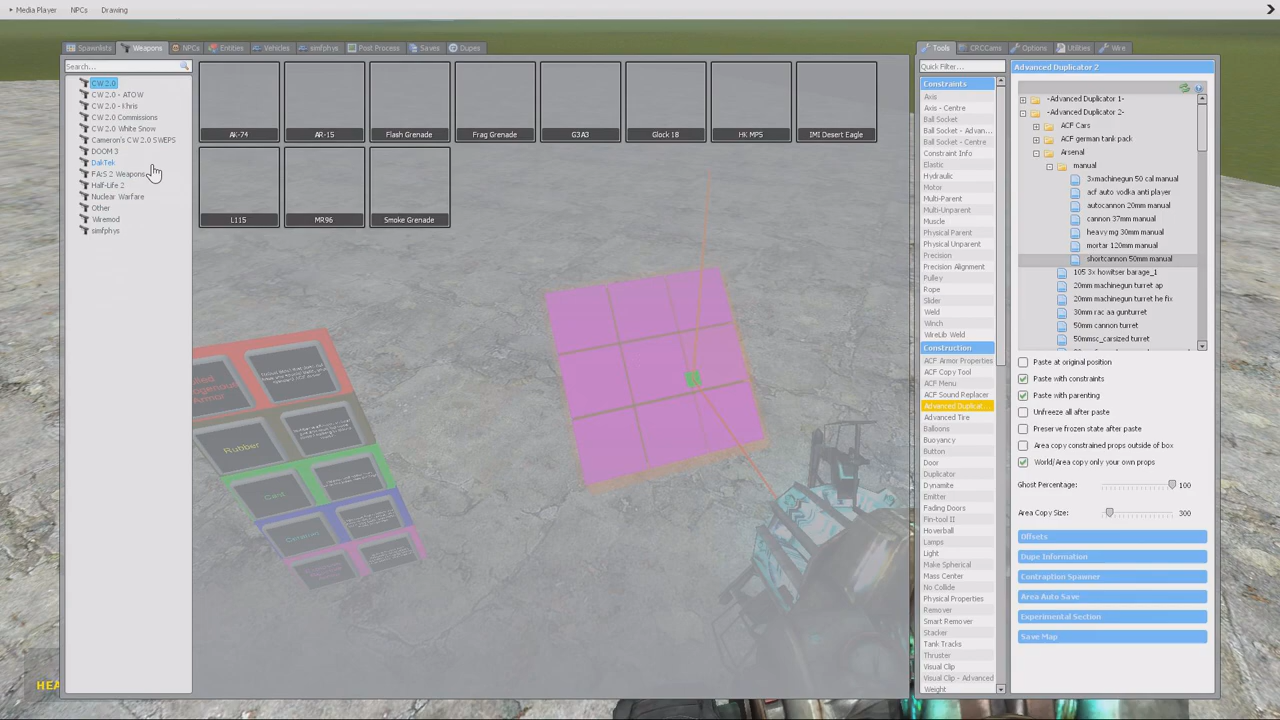 Media Player NPCs Drawing
Spawnlists Weapons NPCs Entities Vehicles simfphys Post Process Saves Dupes
Search...
CW 2.0
CW 2.0 - ATOW
CW 2.0 - Khris
CW 2.0 Commissions
CW 2.0 White Snow
Cameron's CW 2.0 SWEPS
DOOM 3
DakTek
FA:S 2 Weapons
Half-Life 2
Nuclear Warfare
Other
Wiremod
simfphys
AK-74 AR-15 Flash Grenade Frag Grenade G3A3 Glock 18 HK MP5 IMI Desert Eagle
L115 MR96 Smoke Grenade
Rubber
Card
HEA
Tools CRCCams Options Utilities Wire
Quick Filter...
Constraints
Axis
Axis - Centre
Ball Socket
Ball Socket - Advan...
Ball Socket - Centre
Constraint Info
Elastic
Hydraulic
Motor
Multi-Parent
Multi-Unparent
Muscle
Physical Parent
Physical Unparent
Precision
Precision Alignment
Pulley
Rope
Slider
Weld
Winch
WireLib Weld
Construction
ACF Armor Properties
ACF Copy Tool
ACF Menu
ACF Sound Replacer
Advanced Duplicat...
Advanced Tire
Balloons
Buoyancy
Button
Door
Duplicator
Dynamite
Emitter
Fading Doors
Fin-tool II
Hoverball
Lamps
Light
Make Spherical
Mass Center
No Collide
Physical Properties
Remover
Smart Remover
Stacker
Tank Tracks
Thruster
Visual Clip
Visual Clip - Advanced
Weight
Advanced Duplicator 2
-Advanced Duplicator 1-
-Advanced Duplicator 2-
ACF Cars
ACF german tank pack
Arsenal
manual
3xmachinegun 50 cal manual
acf auto vodka anti player
autocannon 20mm manual
cannon 37mm manual
heavy mg 30mm manual
mortar 120mm manual
shortcannon 50mm manual
105 3x howitser barage_1
20mm machinegun turret ap
20mm machinegun turret he fix
30mm rac aa gunturret
50mm cannon turret
50mmsc_carsized turret
Paste at original position
Paste with constraints
Paste with parenting
Unfreeze all after paste
Preserve frozen state after paste
Area copy constrained props outside of box
World/Area copy only your own props
Ghost Percentage: 100
Area Copy Size: 300
Offsets
Dupe Information
Contraption Spawner
Area Auto Save
Experimental Section
Save Map